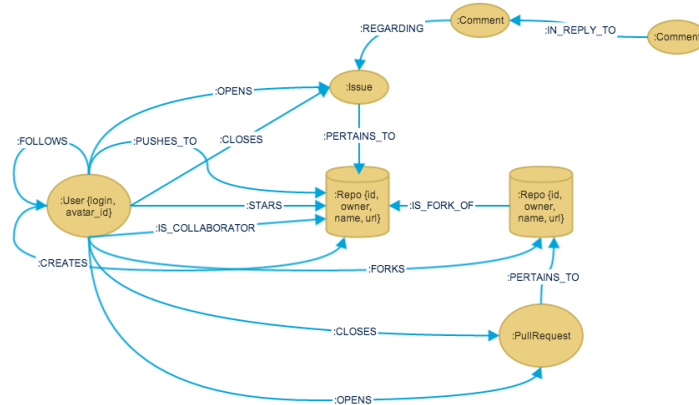 :REGARDING
:Comment
:IN_REPLY_TO
:Comment
:Issue
:OPENS
:FOLLOWS
:PUSHES_TO
:CLOSES
:PERTAINS_TO
:User {login,
avatar_id}
:STARS
:Repo {id,
owner,
name, url}
:IS_FORK_OF
:Repo {id,
owner,
name, url}
:IS_COLLABORATOR
:CREATES
:FORKS
:PERTAINS_TO
:CLOSES
:PullRequest
:OPENS